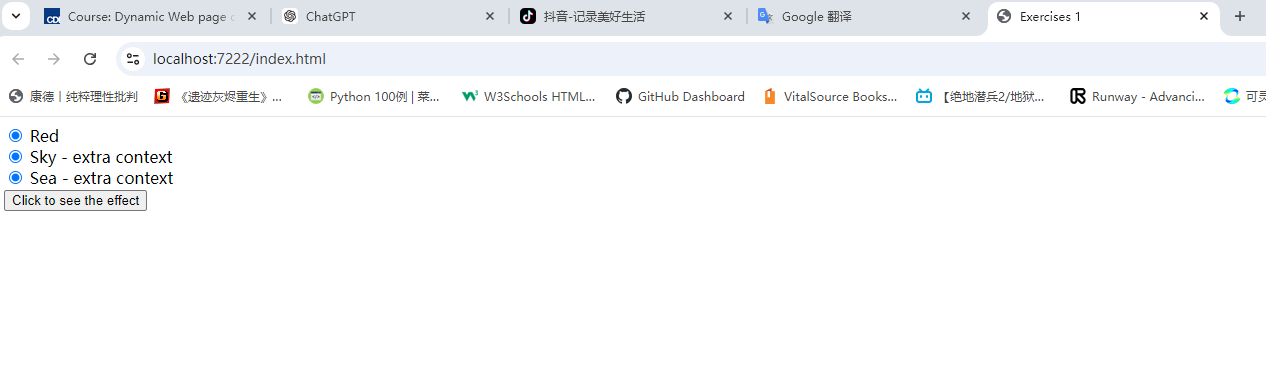 Course: Dynamic Web page
ChatGPT
抖音-记录美好生活
Google 翻译
Exercises 1
localhost:7222/index.html
康德丨纯粹理性批判
《遗迹灰烬重生》...
Python 100例 | 菜...
W3Schools HTML...
GitHub Dashboard
VitalSource Books...
【绝地潜兵2/地狱...
Runway - Advanci...
可灵
Red
Sky - extra context
Sea - extra context
Click to see the effect